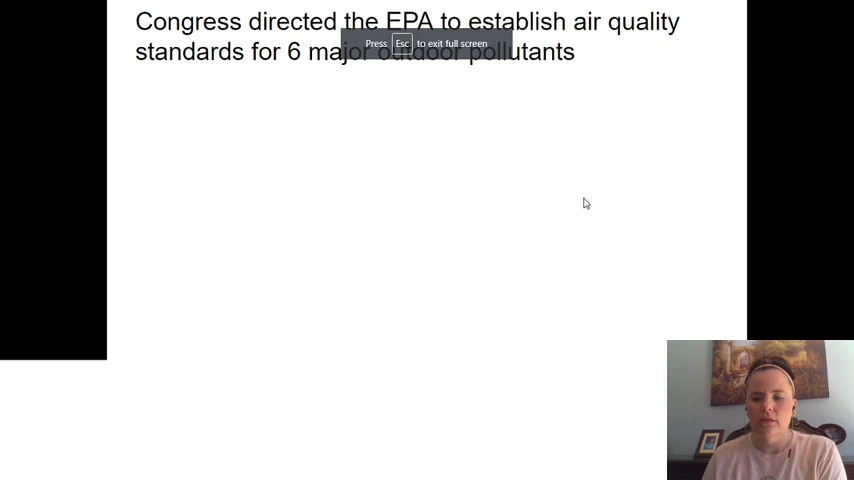 Congress directed the EPA to establish air quality
standards for 6 major outdoor pollutants
Press Esc to exit full screen